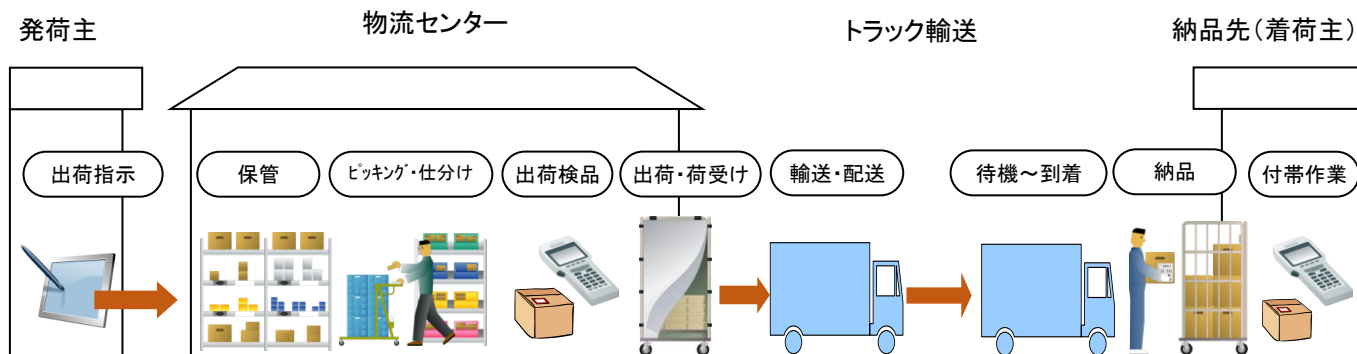 発荷主
物流センター
トラック輸送
納品先(着荷主)
出荷指示
保管
ﾋﾟｯｷﾝｸﾞ・仕分け
出荷検品
出荷・荷受け
輸送・配送
待機～到着
納品
付帯作業